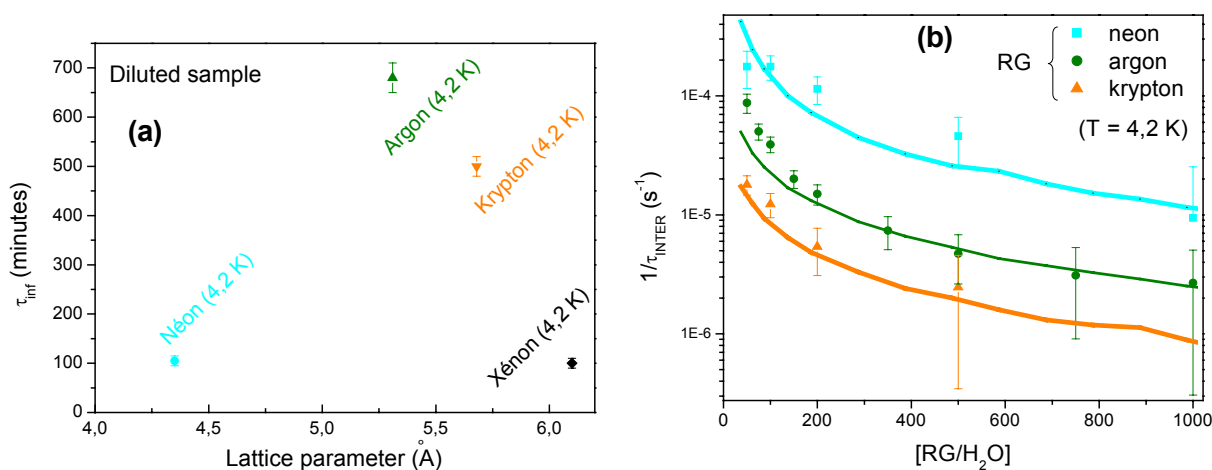 Diluted sample
(a)
Argon (4,2 K)
Krypton (4,2 K)
Néon (4,2 K)
Xénon (4,2 K)
700
600
500
400
300
200
100
0
τinf (minutes)
4,0 4,5 5,0 5,5 6,0
Lattice parameter (Å)
(b)
RG
neon
argon
krypton
(T = 4,2 K)
1E-4
1E-5
1E-6
1/τINTER (s-1)
0 200 400 600 800 1000
[RG/H2O]